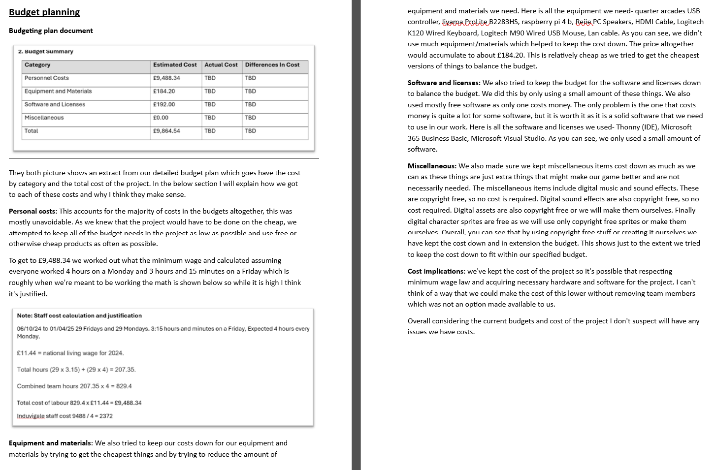 Budget planning
Budgeting plan document
2. Budget Summary
Category Estimated Cost Actual Cost Differences in Cost
Personnel Costs £9,488.34 TBD TBD
Equipment and Materials £184.20 TBD TBD
Software and Licenses £192.00 TBD TBD
Miscellaneous £0.00 TBD TBD
Total £9,864.54 TBD TBD
They both picture shows an extract from our detailed budget plan which goes have the cost
by category and the total cost of the project. In the below section I will explain how we got
to each of these costs and why I think they make sense.
Personal costs: This accounts for the majority of costs in the budgets altogether, this was
mostly unavoidable. As we knew that the project would have to be done on the cheap, we
attempted to keep all of the budget needs in the project as low as possible and use free or
otherwise cheap products as often as possible.
To get to £9,488.34 we worked out what the minimum wage and calculated assuming
everyone worked 4 hours on a Monday and 3 hours and 15 minutes on a Friday which is
roughly when we're meant to be working the math is shown below so while it is high I think
it's justified.
Note: Staff cost calculation and justification
06/10/24 to 01/04/25 29 Fridays and 29 Mondays. 3:15 hours and minutes on a Friday, Expected 4 hours every
Monday.
£11.44 = national living wage for 2024.
Total hours (29 x 3.15) + (29 x 4) = 207.35.
Combined team hours 207.35 x 4 = 829.4
Total cost of labour 829.4 x £11.44 = £9,488.34
Induvigale staff cost 9488 / 4 = 2372
Equipment and materials: We also tried to keep our costs down for our equipment and
materials by trying to get the cheapest things and by trying to reduce the amount of
equipment and materials we need. Here is all the equipment we need- quarter arcades USB
controller, iiyama ProLite B2283HS, raspberry pi 4 b, Reije PC Speakers, HDMI Cable, Logitech
K120 Wired Keyboard, Logitech M90 Wired USB Mouse, Lan cable. As you can see, we didn't
use much equipment/materials which helped to keep the cost down. The price altogether
would accumulate to about £184.20. This is relatively cheap as we tried to get the cheapest
versions of things to balance the budget.
Software and licenses: We also tried to keep the budget for the software and licenses down
to balance the budget. We did this by only using a small amount of these things. We also
used mostly free software as only one costs money. The only problem is the one that costs
money is quite a lot for some software, but it is worth it as it is a solid software that we need
to use in our work. Here is all the software and licenses we used- Thonny (IDE), Microsoft
365 Business Basic, Microsoft Visual Studio. As you can see, we only used a small amount of
software.
Miscellaneous: We also made sure we kept miscellaneous items cost down as much as we
can as these things are just extra things that might make our game better and are not
necessarily needed. The miscellaneous items include digital music and sound effects. These
are copyright free, so no cost is required. Digital sound effects are also copyright free, so no
cost required. Digital assets are also copyright free or we will make them ourselves. Finally
digital character sprites are free as we will use only copyright free sprites or make them
ourselves. Overall, you can see that by using copyright free stuff or creating it ourselves we
have kept the cost down and in extension the budget. This shows just to the extent we tried
to keep the cost down to fit within our specified budget.
Cost implications: we've kept the cost of the project so it's possible that respecting
minimum wage law and acquiring necessary hardware and software for the project. I can't
think of a way that we could make the cost of this lower without removing team members
which was not an option made available to us.
Overall considering the current budgets and cost of the project I don't suspect will have any
issues we have costs.